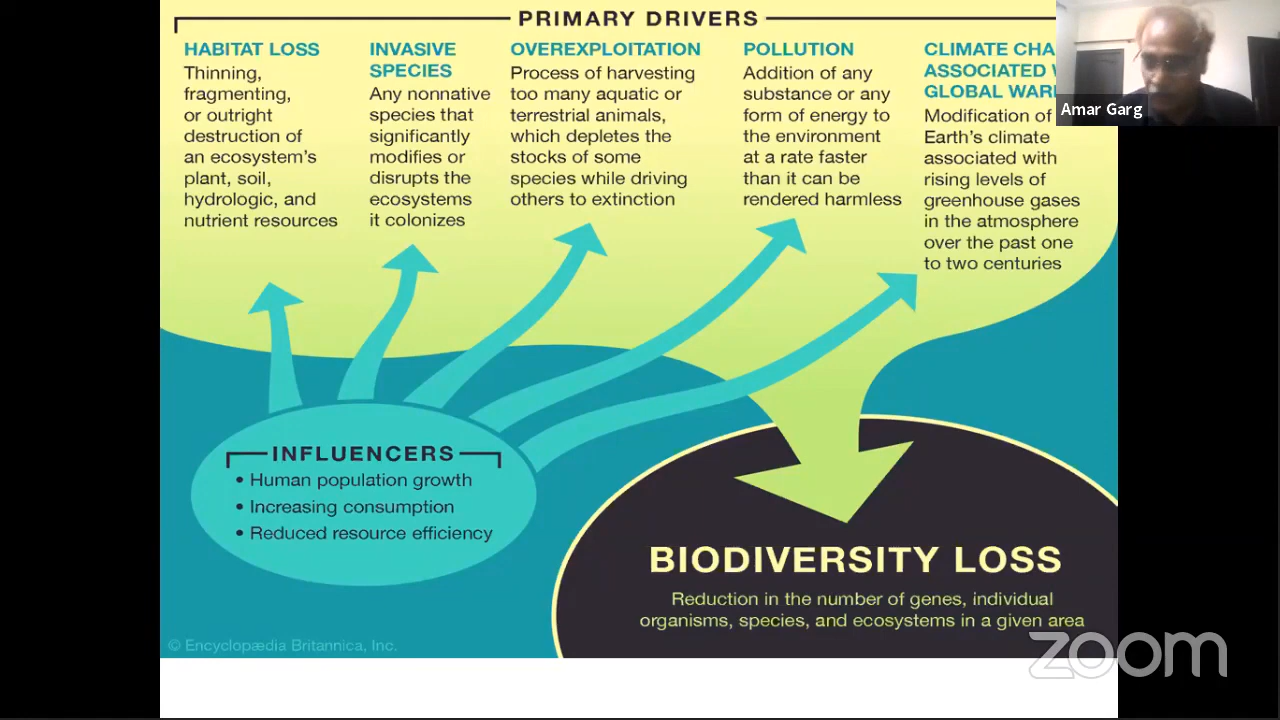 PRIMARY DRIVERS
HABITAT LOSS
Thinning,
fragmenting,
or outright
destruction of
an ecosystem's
plant, soil,
hydrologic, and
nutrient resources
INVASIVE
SPECIES
Any nonnative
species that
significantly
modifies or
disrupts the
ecosystems
it colonizes
OVEREXPLOITATION
Process of harvesting
too many aquatic or
terrestrial animals,
which depletes the
stocks of some
species while driving
others to extinction
POLLUTION
Addition of any
substance or any
form of energy to
the environment
at a rate faster
than it can be
rendered harmless
CLIMATE
ASSOCIATED
GLOBAL
Modification of
Earth's climate
associated with
rising levels of
greenhouse gases
in the atmosphere
over the past one
to two centuries
Amar Garg
INFLUENCERS
• Human population growth
• Increasing consumption
• Reduced resource efficiency
BIODIVERSITY LOSS
Reduction in the number of genes, individual
organisms, species, and ecosystems in a given area
© Encyclopædia Britannica, Inc.
zoom